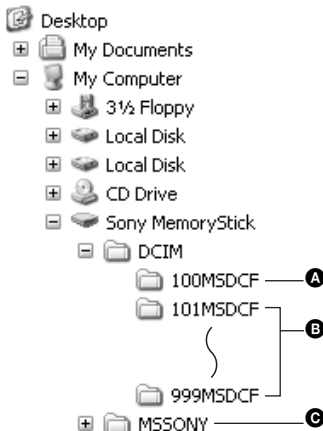 Desktop
My Documents
My Computer
3½ Floppy
Local Disk
Local Disk
CD Drive
Sony MemoryStick
DCIM
100MSDCF A
101MSDCF
B
999MSDCF
MSSONY C